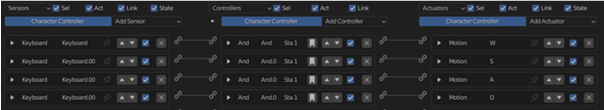 Sensors Sel Act Link State Controllers Sel Act Link Actuators Sel Act Link State
Character Controller Add Sensor Character Controller Add Controller Character Controller Add Actuator
Keyboard Keyboard And And Sta 1 Motion W
Keyboard Keyboard.00 And And.0 Sta 1 Motion S
Keyboard Keyboard.00 And And.0 Sta 1 Motion A
Keyboard Keyboard.00 And And.0 Sta 1 Motion D